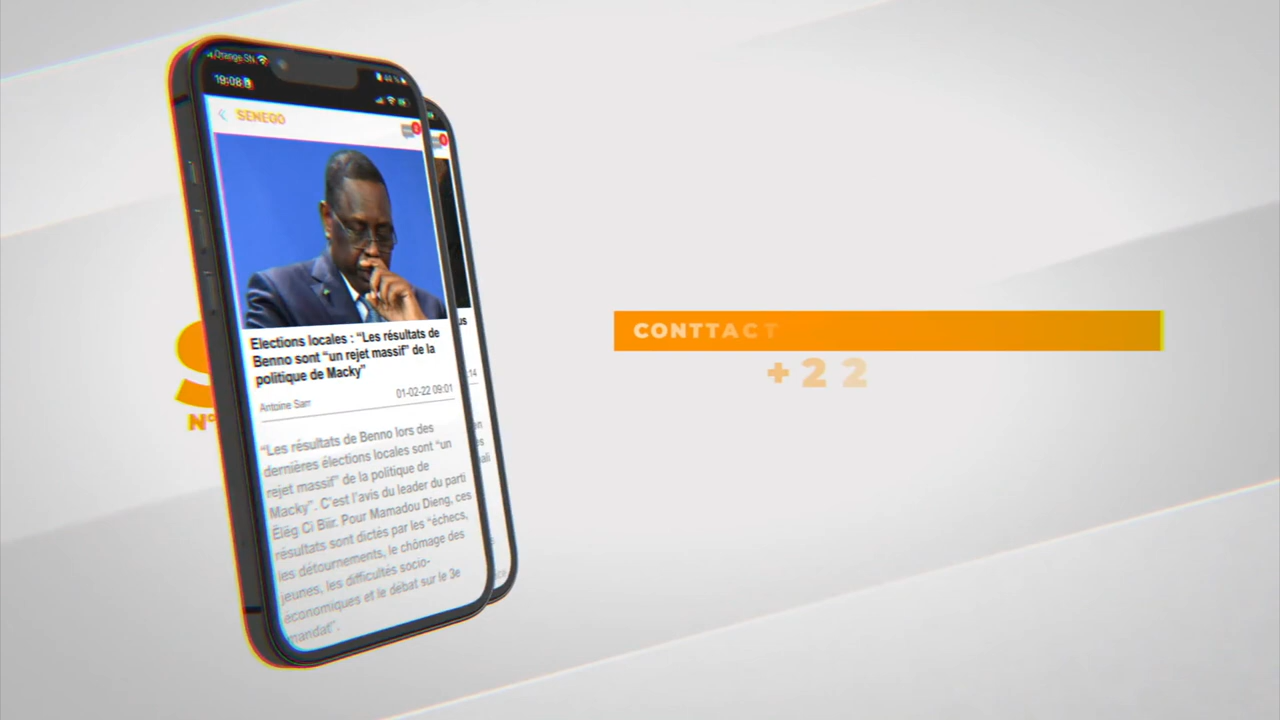 Orange SN
19:08
SENEGO
Elections locales : “Les résultats de
Benno sont “un rejet massif” de la
politique de Macky”
Antoine Sarr
01-02-22 09:01
“Les résultats de Benno lors des
dernières élections locales sont “un
rejet massif” de la politique de
Macky”. C’est l’avis du leader du parti
Élëg Ci Biir. Pour Mamadou Dieng, ces
résultats sont dictés par les “échecs,
les détournements, le chômage des
jeunes, les difficultés socio-
économiques et le débat sur le 3e
mandat”.
S
N°
CONTTACT
+22